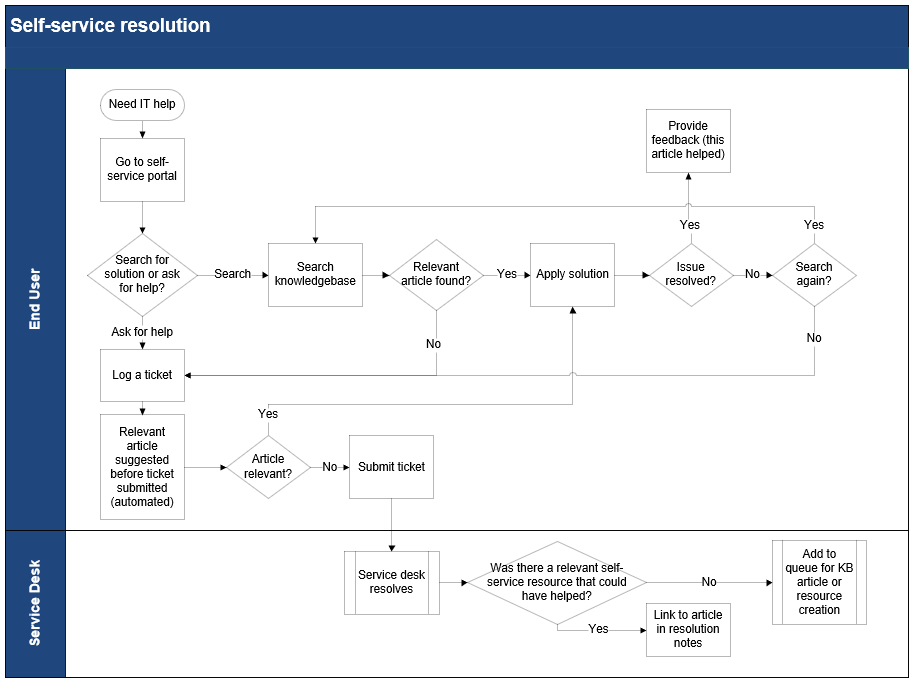 Self-service resolution
End User
Need IT help
Go to self-
service portal
Search for
solution or ask
for help?
Search
Search
knowledgebase
Relevant
article found?
Yes
Apply solution
Issue
resolved?
Yes
Provide
feedback (this
article helped)
No
Search
again?
Yes
No
No
Ask for help
Log a ticket
Relevant
article
suggested
before ticket
submitted
(automated)
Article
relevant?
Yes
No
Submit ticket
Service Desk
Service desk
resolves
Was there a relevant self-
service resource that could
have helped?
No
Add to
queue for KB
article or
resource
creation
Yes
Link to article
in resolution
notes